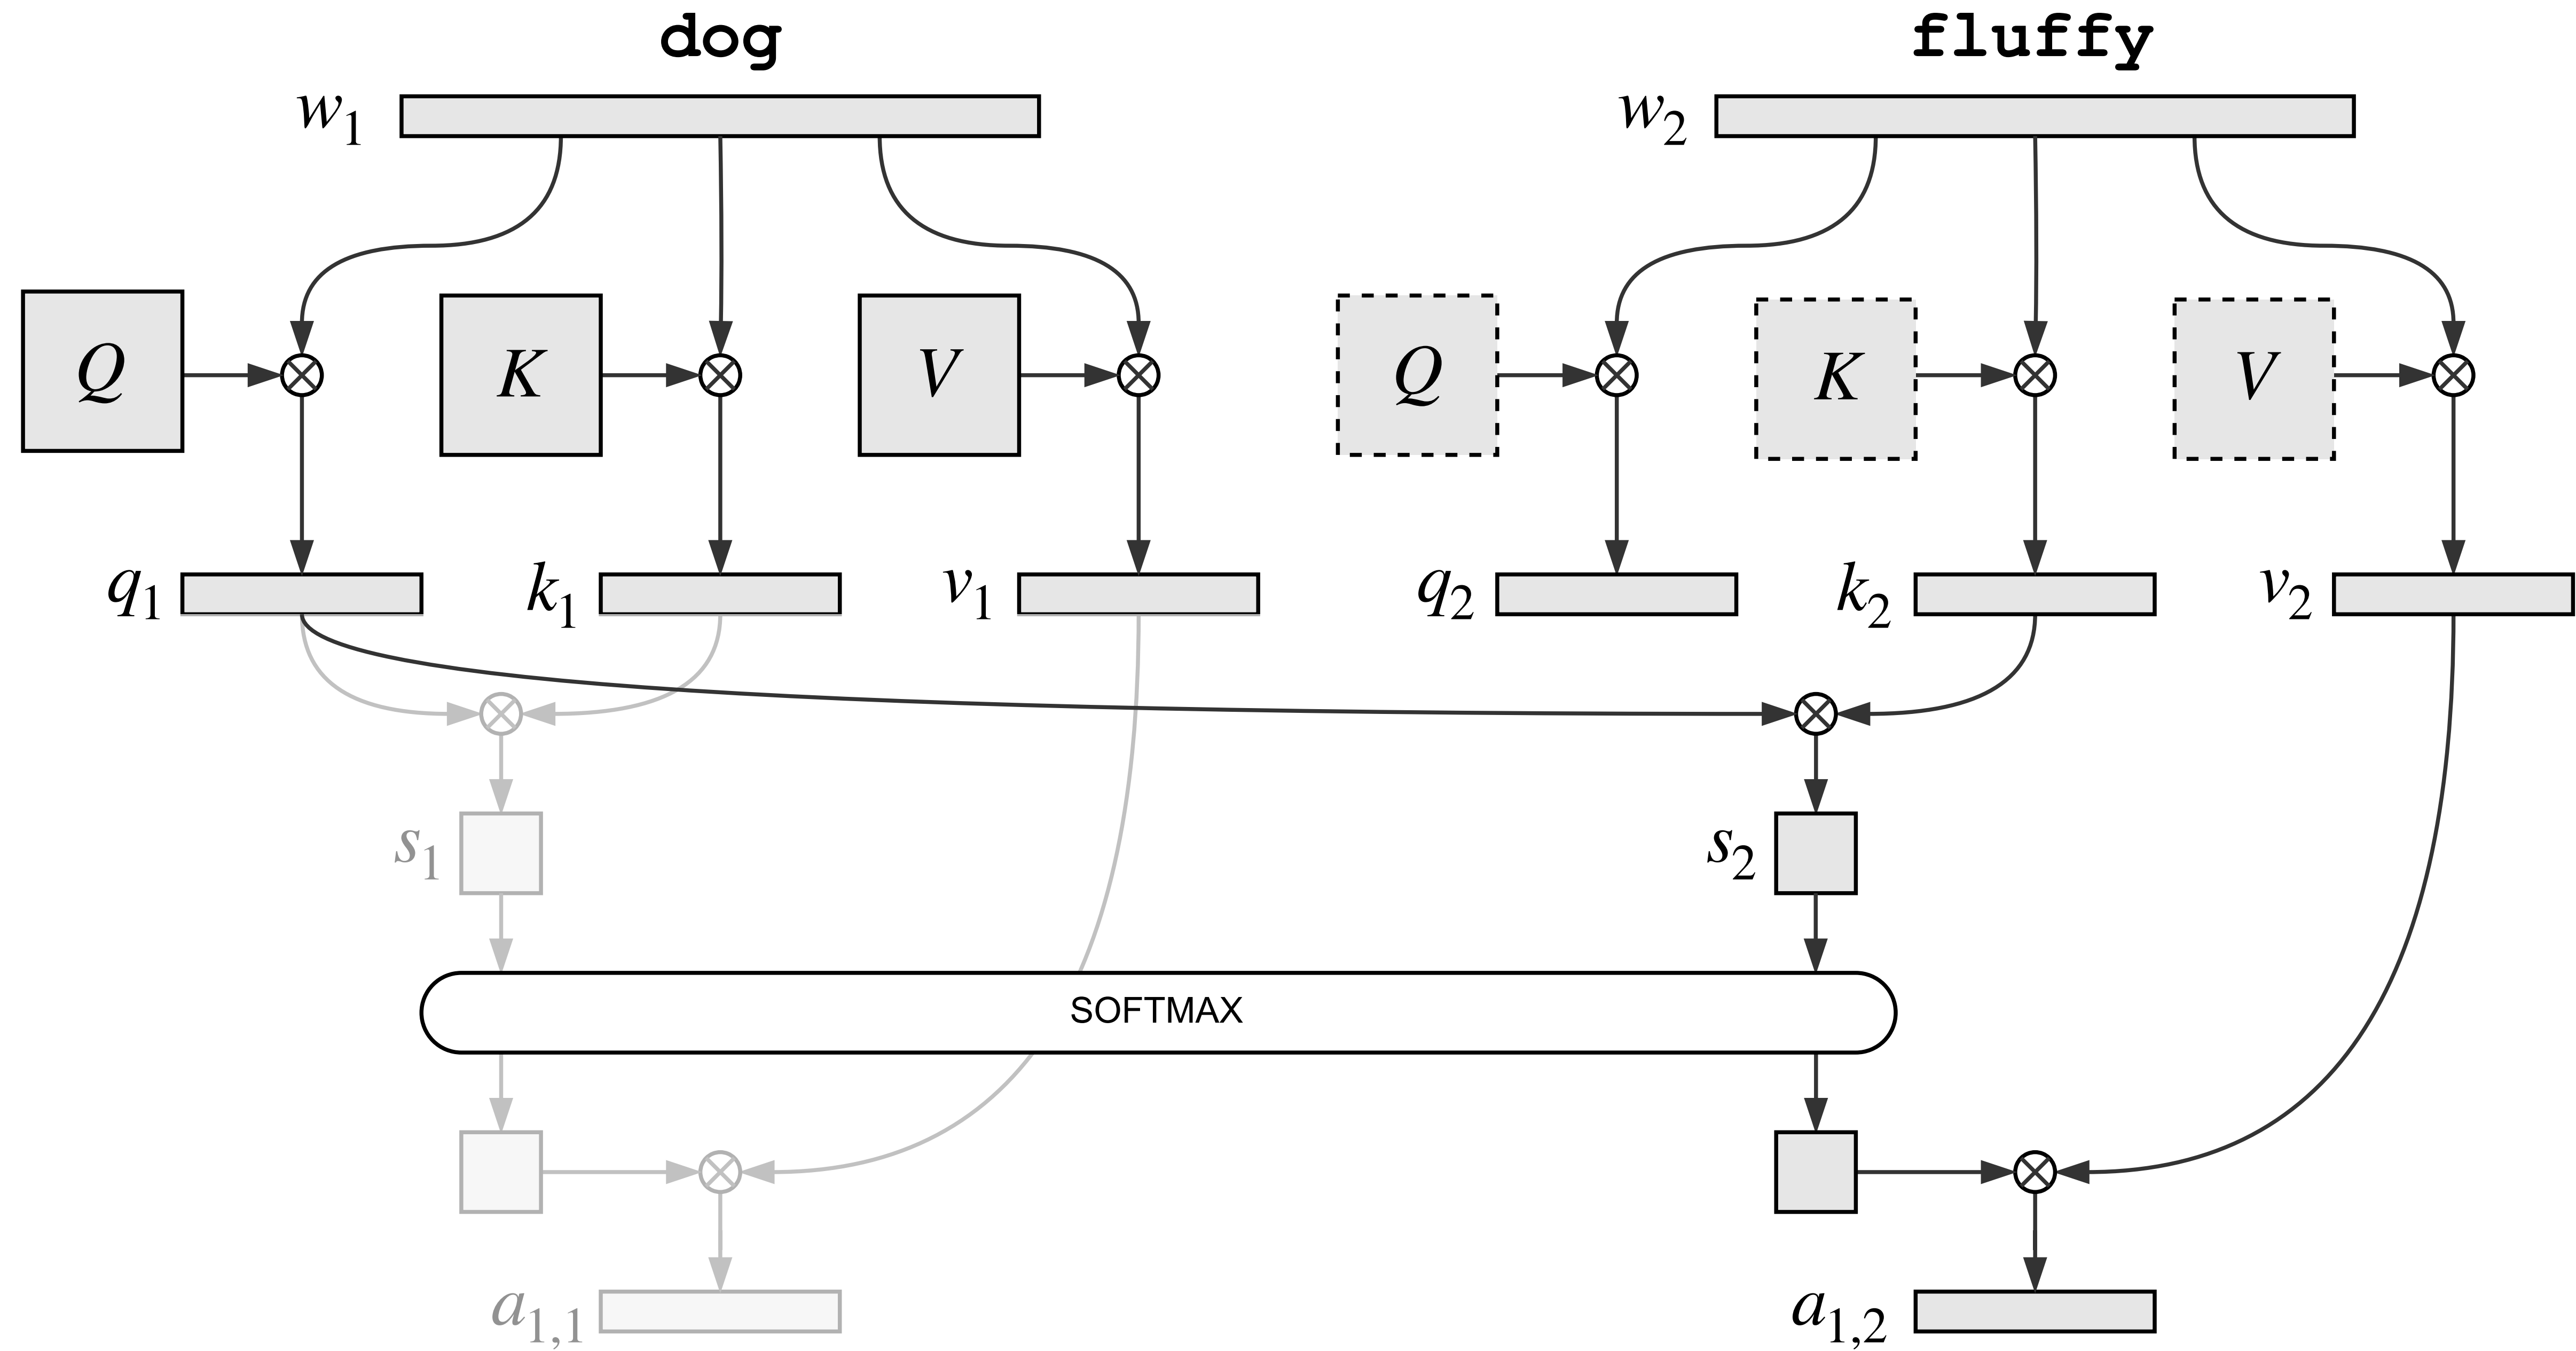 dog fluffy
w1 w2
Q K V Q K V
q1 k1 v1 q2 k2 v2
s1 s2
SOFTMAX
a1,1 a1,2